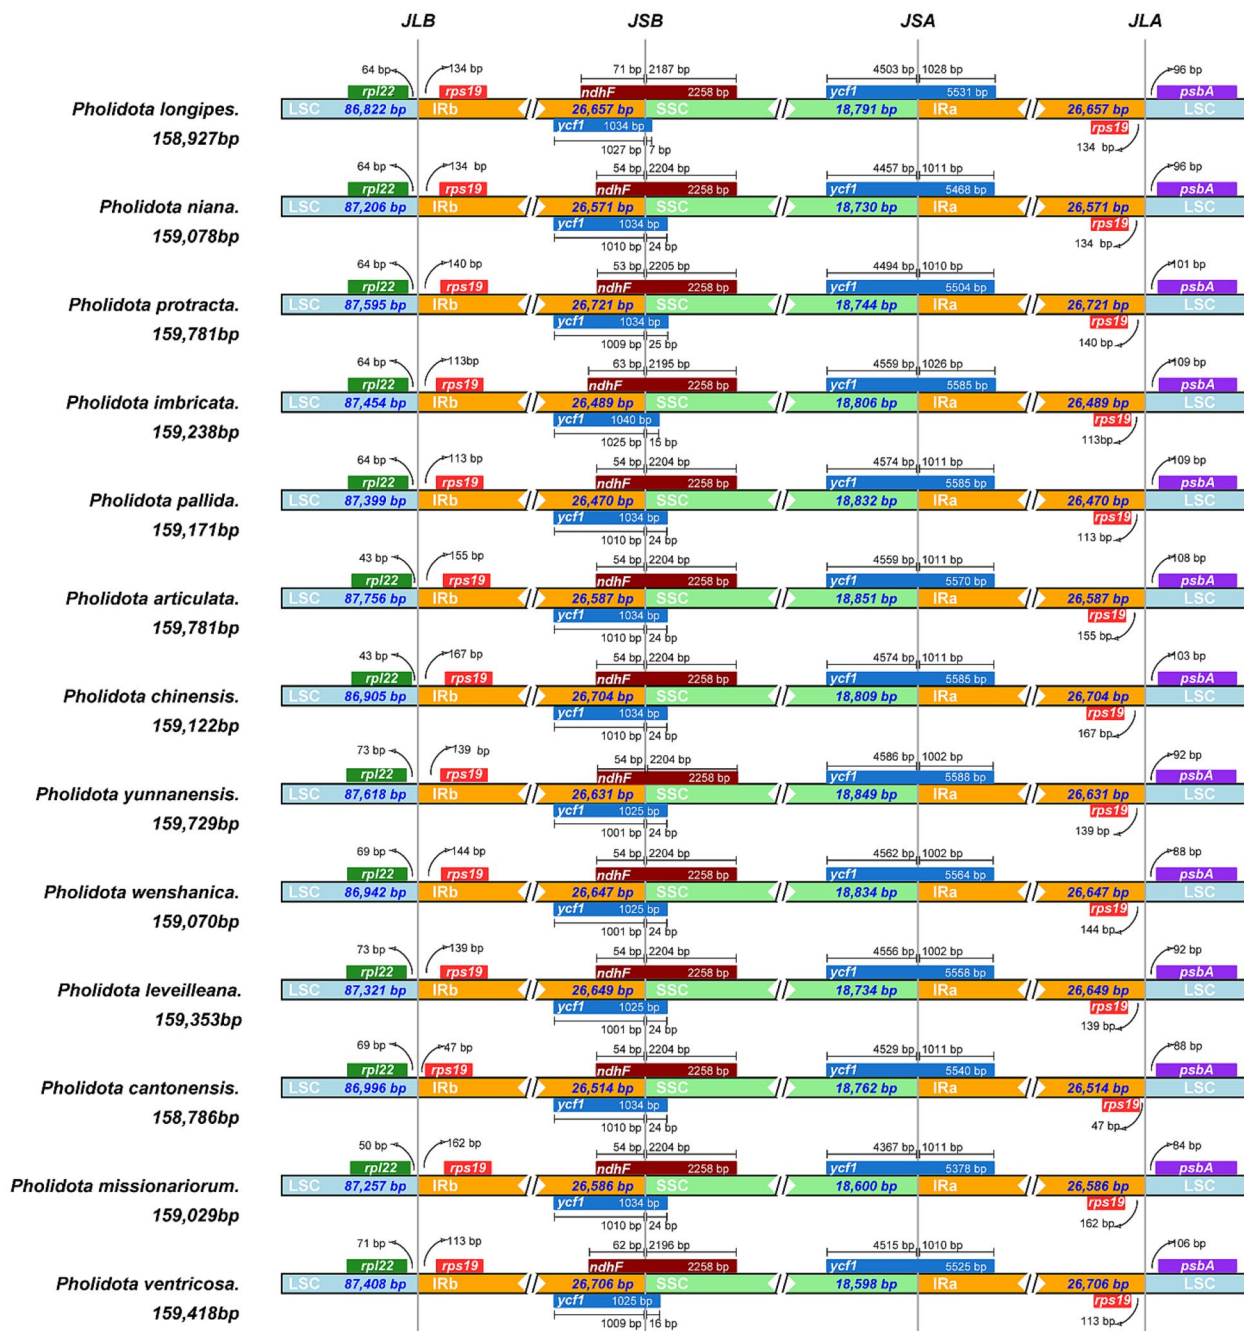 JLB JSB JSA JLA
64 bp 134 bp 71 bp 2187 bp 4503 bp 1028 bp 96 bp
rpl22 rps19 ndhF 2258 bp ycf1 5531 bp psbA
Pholidota longipes. LSC 86,822 bp IRb 26,657 bp SSC 18,791 bp IRa 26,657 bp LSC
158,927bp ycf1 1034 bp rps19
1027 bp 7 bp 134 bp
64 bp 134 bp 54 bp 2204 bp 4457 bp 1011 bp 96 bp
rpl22 rps19 ndhF 2258 bp ycf1 5468 bp psbA
Pholidota niana. LSC 87,206 bp IRb 26,571 bp SSC 18,730 bp IRa 26,571 bp LSC
159,078bp ycf1 1034 bp rps19
1010 bp 24 bp 134 bp
64 bp 140 bp 53 bp 2205 bp 4494 bp 1010 bp 101 bp
rpl22 rps19 ndhF 2258 bp ycf1 5504 bp psbA
Pholidota protracta. LSC 87,595 bp IRb 26,721 bp SSC 18,744 bp IRa 26,721 bp LSC
159,781bp ycf1 1034 bp rps19
1009 bp 25 bp 140 bp
64 bp 113bp 63 bp 2195 bp 4559 bp 1026 bp 109 bp
rpl22 rps19 ndhF 2258 bp ycf1 5585 bp psbA
Pholidota imbricata. LSC 87,454 bp IRb 26,489 bp SSC 18,806 bp IRa 26,489 bp LSC
159,238bp ycf1 1040 bp rps19
1025 bp 15 bp 113bp
64 bp 113 bp 54 bp 2204 bp 4574 bp 1011 bp 109 bp
rpl22 rps19 ndhF 2258 bp ycf1 5585 bp psbA
Pholidota pallida. LSC 87,399 bp IRb 26,470 bp SSC 18,832 bp IRa 26,470 bp LSC
159,171bp ycf1 1034 bp rps19
1010 bp 24 bp 113 bp
43 bp 155 bp 54 bp 2204 bp 4559 bp 1011 bp 108 bp
rpl22 rps19 ndhF 2258 bp ycf1 5570 bp psbA
Pholidota articulata. LSC 87,756 bp IRb 26,587 bp SSC 18,851 bp IRa 26,587 bp LSC
159,781bp ycf1 1034 bp rps19
1010 bp 24 bp 155 bp
43 bp 167 bp 54 bp 2204 bp 4574 bp 1011 bp 103 bp
rpl22 rps19 ndhF 2258 bp ycf1 5585 bp psbA
Pholidota chinensis. LSC 86,905 bp IRb 26,704 bp SSC 18,809 bp IRa 26,704 bp LSC
159,122bp ycf1 1034 bp rps19
1010 bp 24 bp 167 bp
73 bp 139 bp 54 bp 2204 bp 4586 bp 1002 bp 92 bp
rpl22 rps19 ndhF 2258 bp ycf1 5588 bp psbA
Pholidota yunnanensis. LSC 87,618 bp IRb 26,631 bp SSC 18,849 bp IRa 26,631 bp LSC
159,729bp ycf1 1025 bp rps19
1001 bp 24 bp 139 bp
69 bp 144 bp 54 bp 2204 bp 4562 bp 1002 bp 88 bp
rpl22 rps19 ndhF 2258 bp ycf1 5564 bp psbA
Pholidota wenshanica. LSC 86,942 bp IRb 26,647 bp SSC 18,834 bp IRa 26,647 bp LSC
159,070bp ycf1 1025 bp rps19
1001 bp 24 bp 144 bp
73 bp 139 bp 54 bp 2204 bp 4556 bp 1002 bp 92 bp
rpl22 rps19 ndhF 2258 bp ycf1 5558 bp psbA
Pholidota leveilleana. LSC 87,321 bp IRb 26,649 bp SSC 18,734 bp IRa 26,649 bp LSC
159,353bp ycf1 1025 bp rps19
1001 bp 24 bp 139 bp
69 bp 47 bp 54 bp 2204 bp 4529 bp 1011 bp 88 bp
rpl22 rps19 ndhF 2258 bp ycf1 5540 bp psbA
Pholidota cantonensis. LSC 86,996 bp IRb 26,514 bp SSC 18,762 bp IRa 26,514 bp LSC
158,786bp ycf1 1034 bp rps19
1010 bp 24 bp 47 bp
50 bp 162 bp 54 bp 2204 bp 4367 bp 1011 bp 84 bp
rpl22 rps19 ndhF 2258 bp ycf1 5378 bp psbA
Pholidota missionariorum. LSC 87,257 bp IRb 26,586 bp SSC 18,600 bp IRa 26,586 bp LSC
159,029bp ycf1 1034 bp rps19
1010 bp 24 bp 162 bp
71 bp 113 bp 62 bp 2196 bp 4515 bp 1010 bp 106 bp
rpl22 rps19 ndhF 2258 bp ycf1 5525 bp psbA
Pholidota ventricosa. LSC 87,408 bp IRb 26,706 bp SSC 18,598 bp IRa 26,706 bp LSC
159,418bp ycf1 1025 bp rps19
1009 bp 16 bp 113 bp